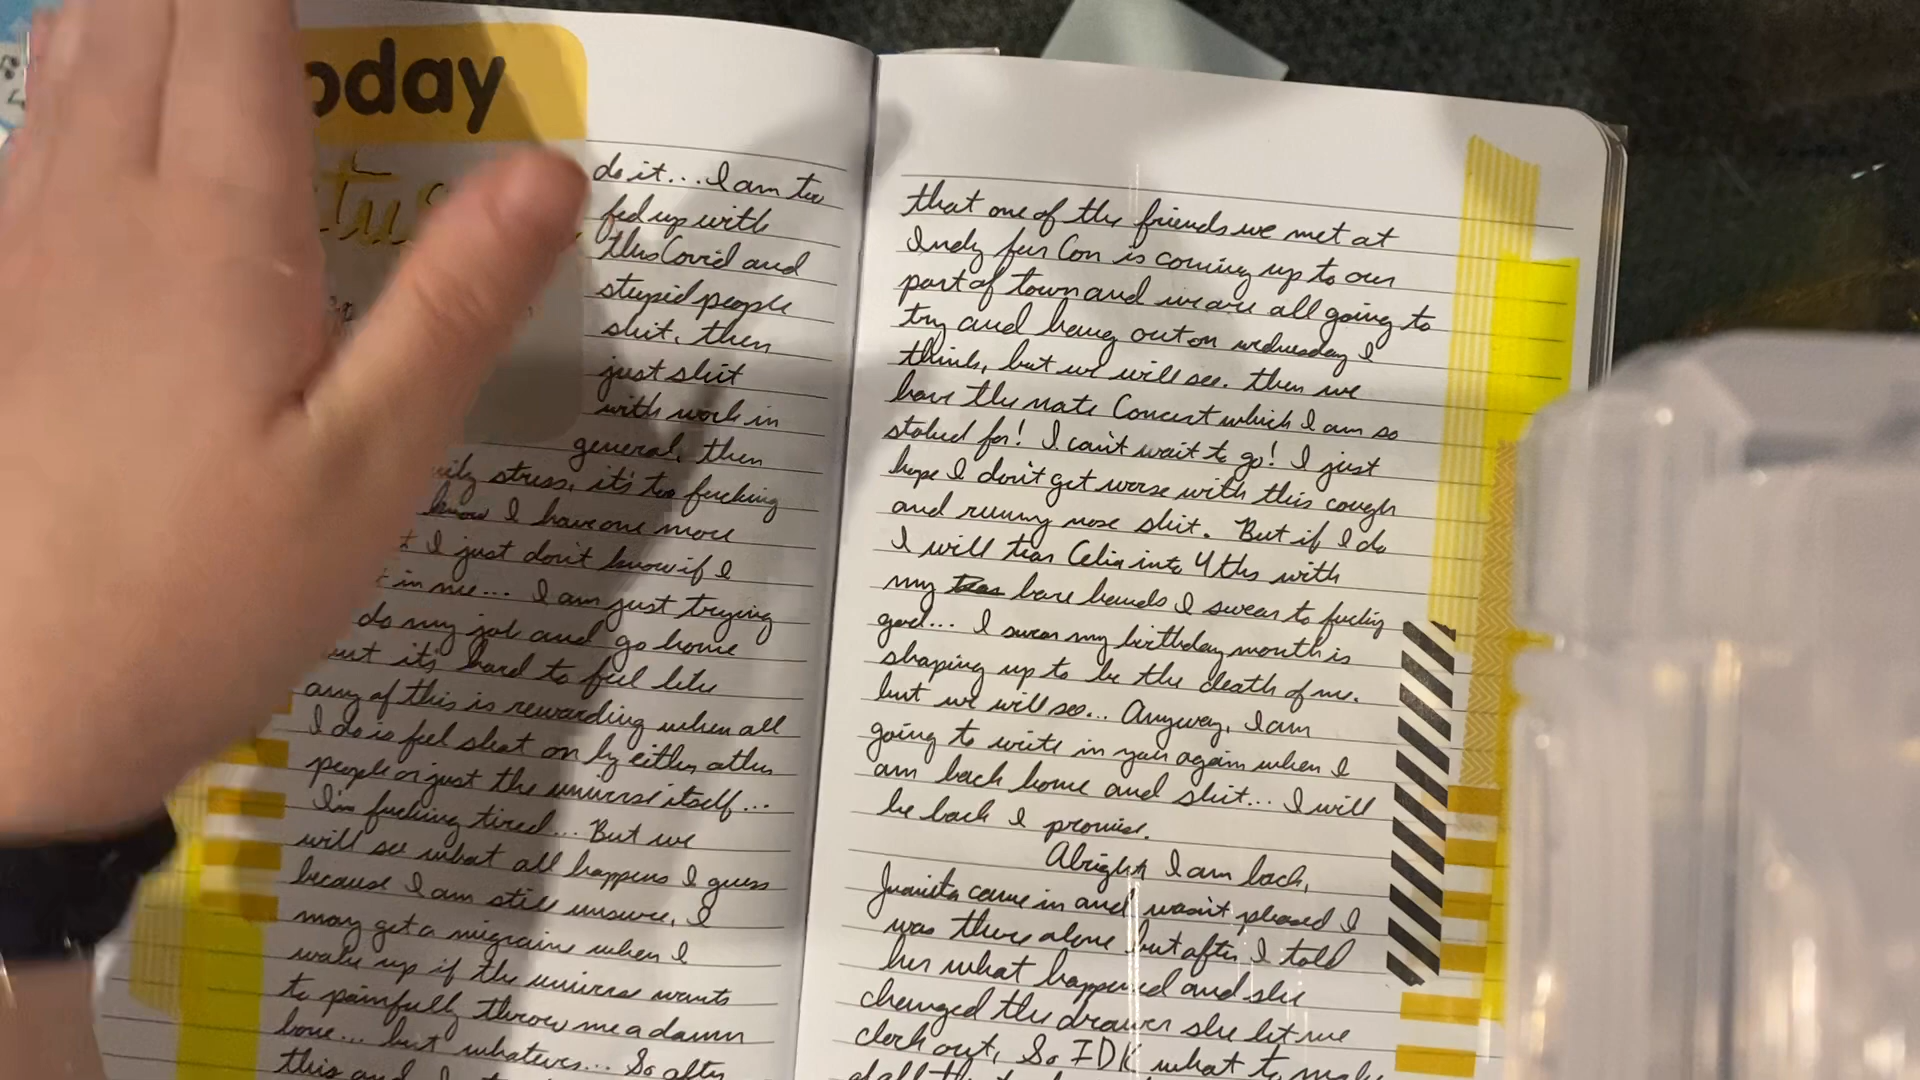 oday
do it... I am too
fed up with
this Covid and
stupid people
shit, then
just shit
with work in
general, then
ily stress, it's too fucking
know I have one more
t I just don't know if I
t in me... I am just trying
do my job and go home
but it's hard to feel like
any of this is rewarding when all
I do is feel shat on by either other
people or just the universe itself...
I'm fucking tired... But we
will see what all happens I guess
because I am still unsure, I
may get a migraine when I
wake up if the universe wants
to painfully throw me a damn
bone... but whatever... So after
this and I
that one of the friends we met at
Indy fur Con is coming up to our
part of town and we are all going to
try and hang out on wednesday I
think, but we will see. then we
have the nate Concert which I am so
stoked for! I can't wait to go! I just
hope I don't get worse with this cough
and runny nose shit. But if I do
I will tear Celia into 4ths with
my bare hands I swear to fucking
god... I swear my birthday month is
shaping up to be the death of me.
but we will see... Anyway, I am
going to write in you again when I
am back home and shit... I will
be back I promise.
Alright I am back,
Juanita came in and wasn't pleased I
was there alone but after I told
her what happened and she
changed the drawer she let me
clock out, So IDK what to make
of all the